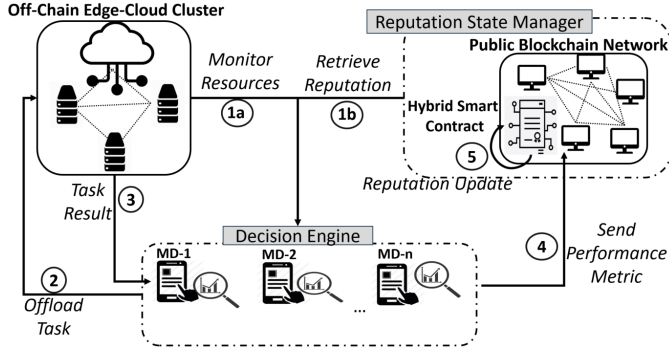 Off-Chain Edge-Cloud Cluster
Reputation State Manager
Public Blockchain Network
Monitor
Resources
1a
Retrieve
Reputation
1b
Hybrid Smart
Contract
5
Reputation Update
Task
Result
3
Decision Engine
MD-1
MD-2
MD-n
...
2
Offload
Task
4
Send
Performance
Metric